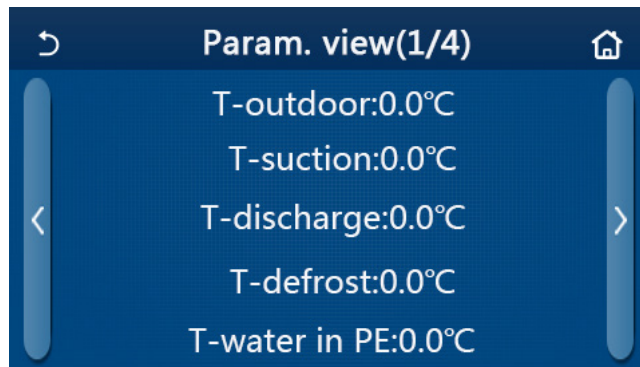 Param. view(1/4)
T-outdoor:0.0℃
T-suction:0.0℃
T-discharge:0.0℃
T-defrost:0.0℃
T-water in PE:0.0℃